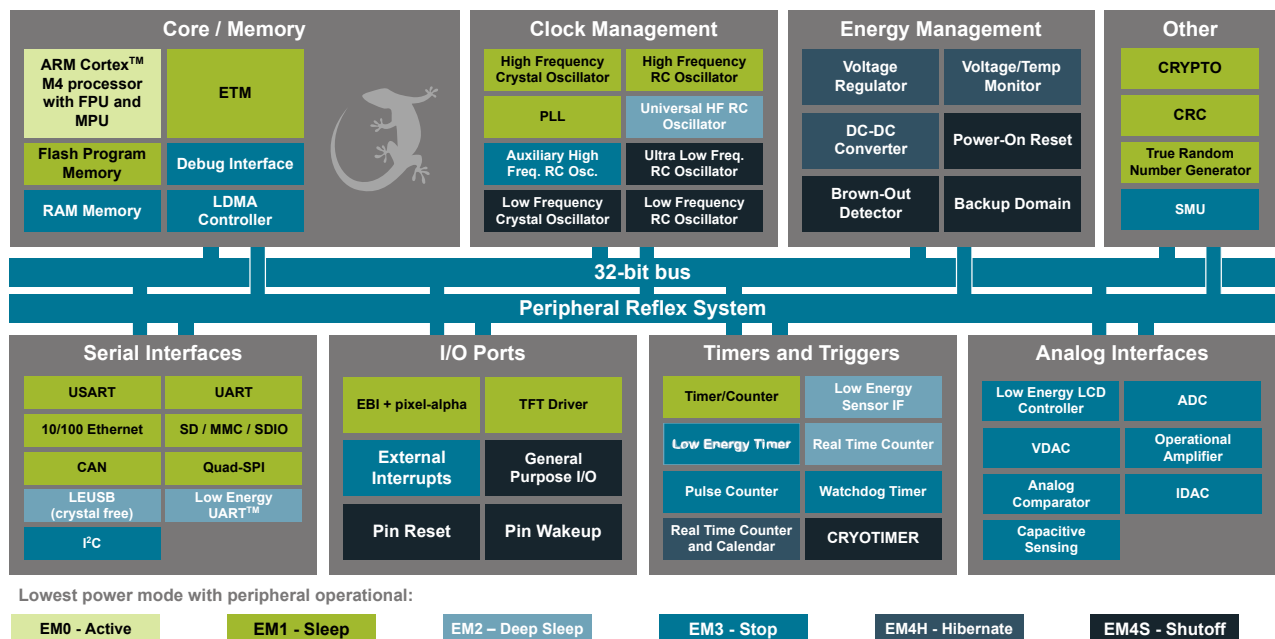 Core / Memory
ARM Cortex™
M4 processor
with FPU and
MPU
ETM
Flash Program
Memory
Debug Interface
RAM Memory
LDMA
Controller
Clock Management
High Frequency
Crystal Oscillator
High Frequency
RC Oscillator
PLL
Universal HF RC
Oscillator
Auxiliary High
Freq. RC Osc.
Ultra Low Freq.
RC Oscillator
Low Frequency
Crystal Oscillator
Low Frequency
RC Oscillator
Energy Management
Voltage
Regulator
Voltage/Temp
Monitor
DC-DC
Converter
Power-On Reset
Brown-Out
Detector
Backup Domain
Other
CRYPTO
CRC
True Random
Number Generator
SMU
32-bit bus
Peripheral Reflex System
Serial Interfaces
USART
UART
10/100 Ethernet
SD / MMC / SDIO
CAN
Quad-SPI
LEUSB
(crystal free)
Low Energy
UART™
I²C
I/O Ports
EBI + pixel-alpha
TFT Driver
External
Interrupts
General
Purpose I/O
Pin Reset
Pin Wakeup
Timers and Triggers
Timer/Counter
Low Energy
Sensor IF
Low Energy Timer
Real Time Counter
Pulse Counter
Watchdog Timer
Real Time Counter
and Calendar
CRYOTIMER
Analog Interfaces
Low Energy LCD
Controller
ADC
VDAC
Operational
Amplifier
Analog
Comparator
IDAC
Capacitive
Sensing
Lowest power mode with peripheral operational:
EM0 - Active
EM1 - Sleep
EM2 – Deep Sleep
EM3 - Stop
EM4H - Hibernate
EM4S - Shutoff